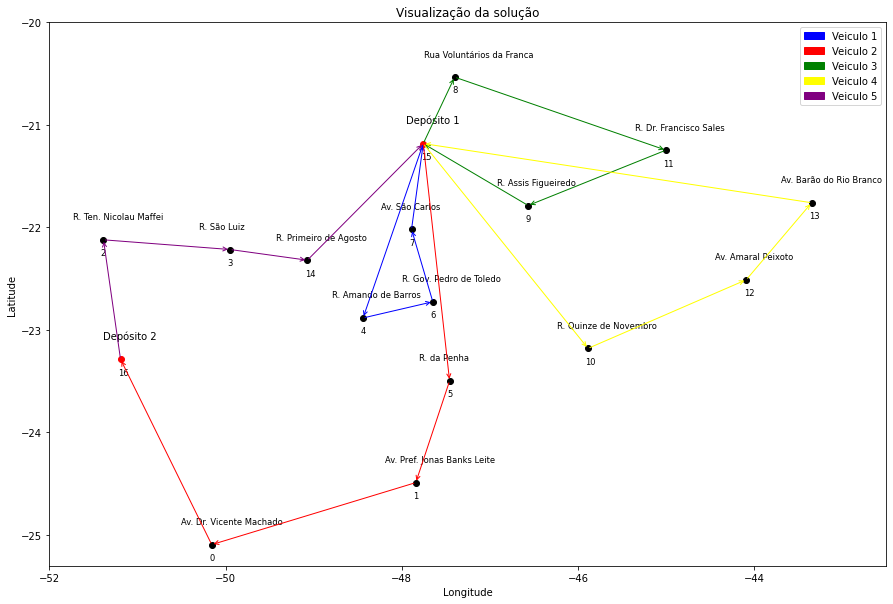 Visualização da solução
−20
−21
−22
−23
−24
−25
Latitude
−52
−50
−48
−46
−44
Longitude
Veiculo 1
Veiculo 2
Veiculo 3
Veiculo 4
Veiculo 5
Rua Voluntários da Franca
8
Depósito 1
15
R. Dr. Francisco Sales
11
R. Assis Figueiredo
9
Av. Barão do Rio Branco
13
Av. São Carlos
7
R. Ten. Nicolau Maffei
2
R. São Luiz
3
R. Primeiro de Agosto
14
R. Gov. Pedro de Toledo
6
R. Amando de Barros
4
Av. Amaral Peixoto
12
R. Quinze de Novembro
10
Depósito 2
16
R. da Penha
5
Av. Pref. Jonas Banks Leite
1
Av. Dr. Vicente Machado
0